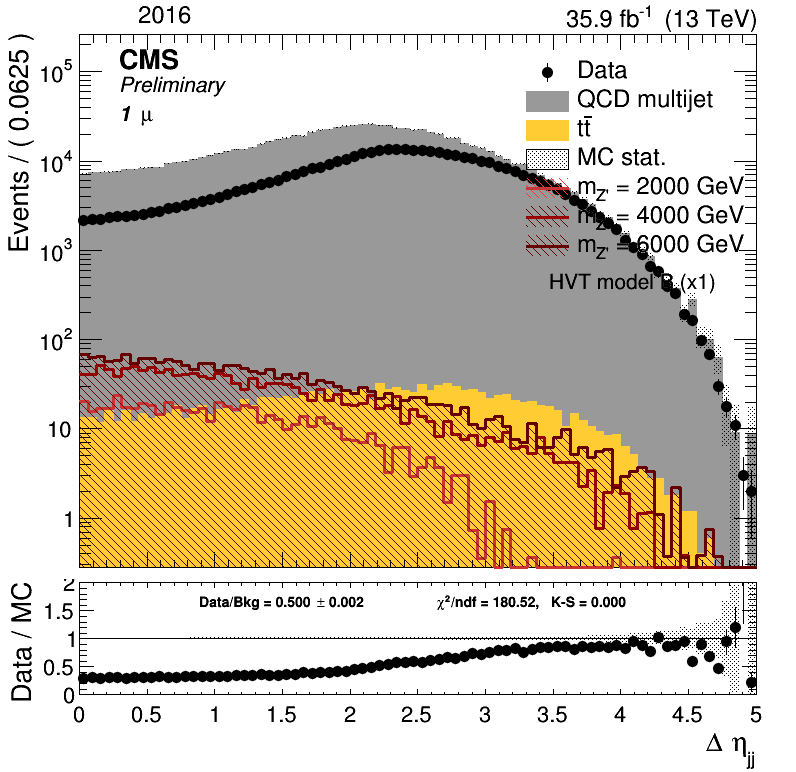 2016 35.9 fb⁻¹ (13 TeV)
CMS
Preliminary
1 μ
Data
QCD multijet
tt̄
MC stat.
m_Z' = 2000 GeV
m_Z' = 4000 GeV
m_Z' = 6000 GeV
HVT model B (x1)
Events / ( 0.0625 )
10⁵
10⁴
10³
10²
10
1
Data/Bkg = 0.500 ± 0.002 χ²/ndf = 180.52, K-S = 0.000
Data / MC
2
1.5
1
0.5
0
0 0.5 1 1.5 2 2.5 3 3.5 4 4.5 5
Δ η_jj